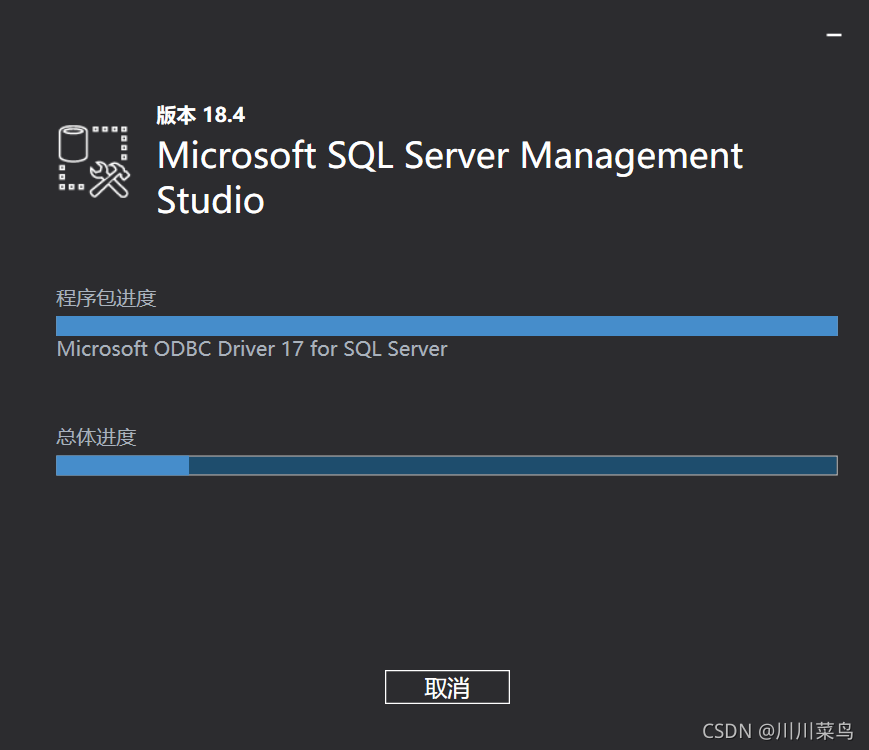 版本 18.4
Microsoft SQL Server Management
Studio
程序包进度
Microsoft ODBC Driver 17 for SQL Server
总体进度
取消
CSDN @川川菜鸟